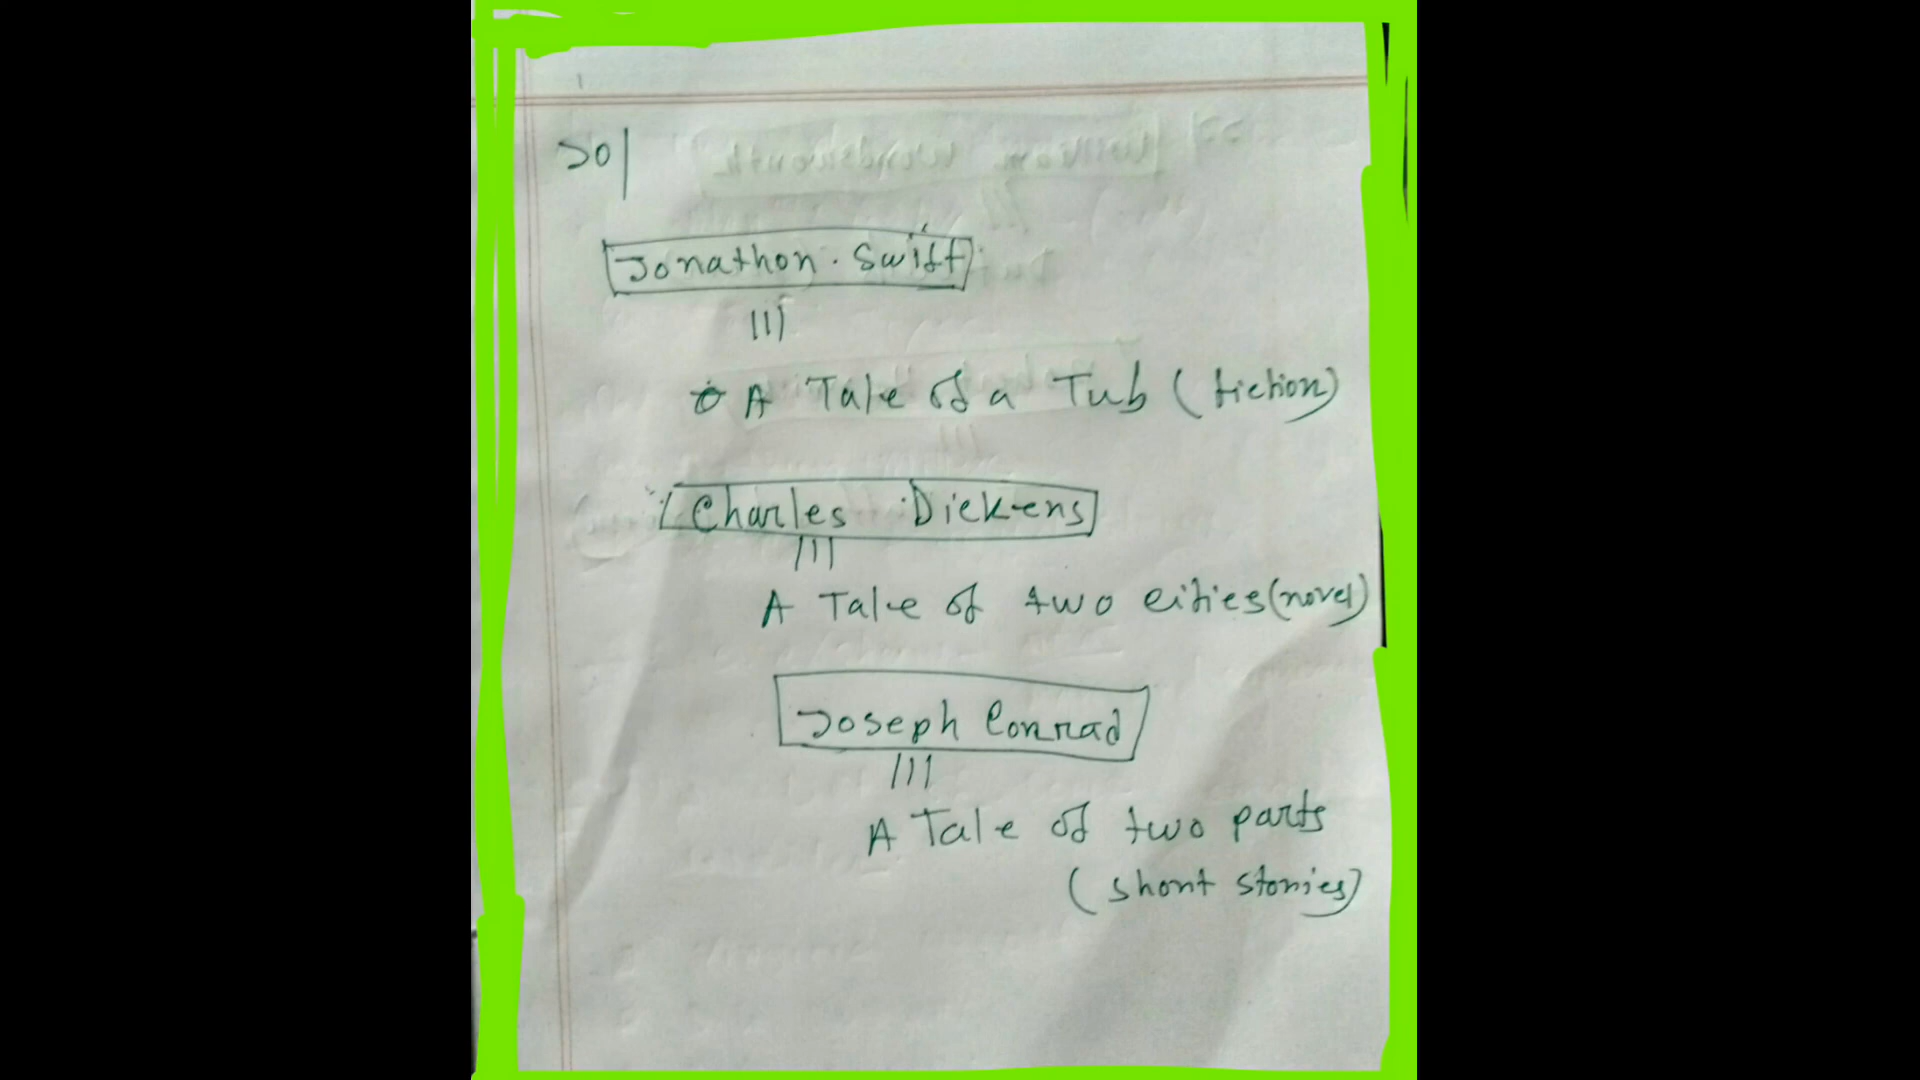 ১০|
Jonathon. Swift
A Tale of a Tub (fiction)
Charles Dickens
A Tale of two cities (novel)
Joseph Conrad
A Tale of two parts
(short stories)